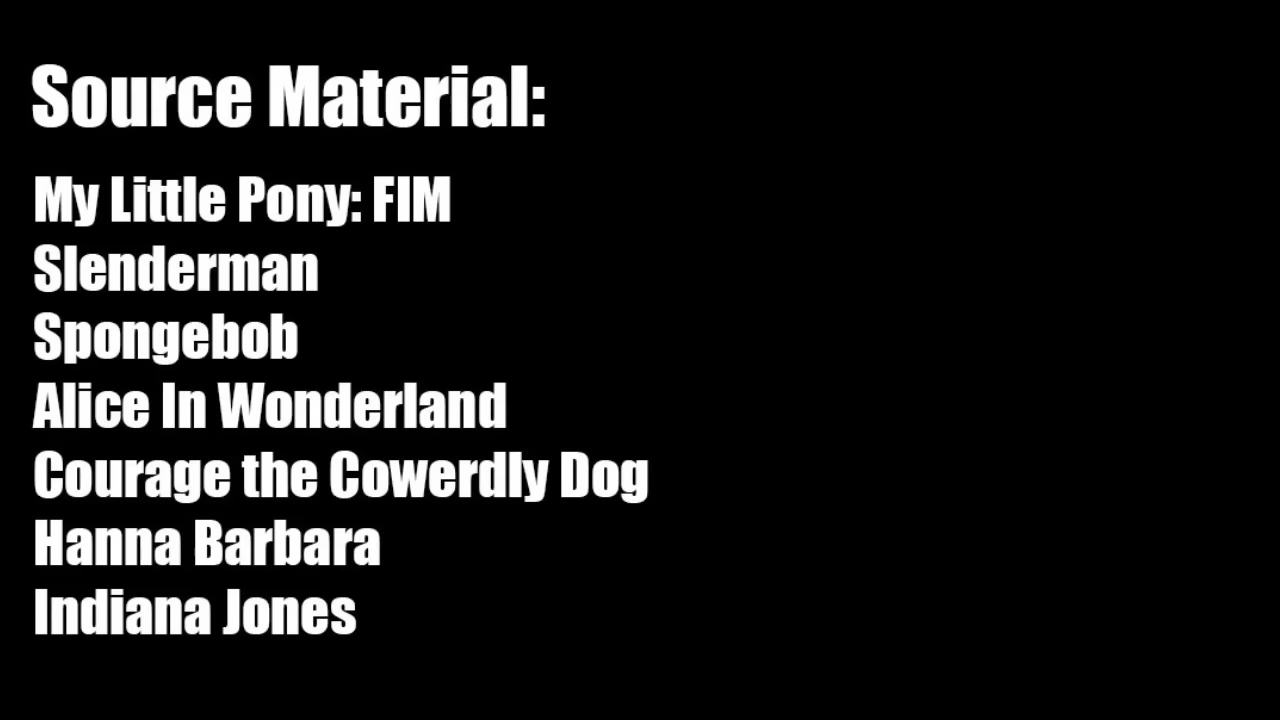 Source Material:
My Little Pony: FIM
Slenderman
Spongebob
Alice In Wonderland
Courage the Cowerdly Dog
Hanna Barbara
Indiana Jones